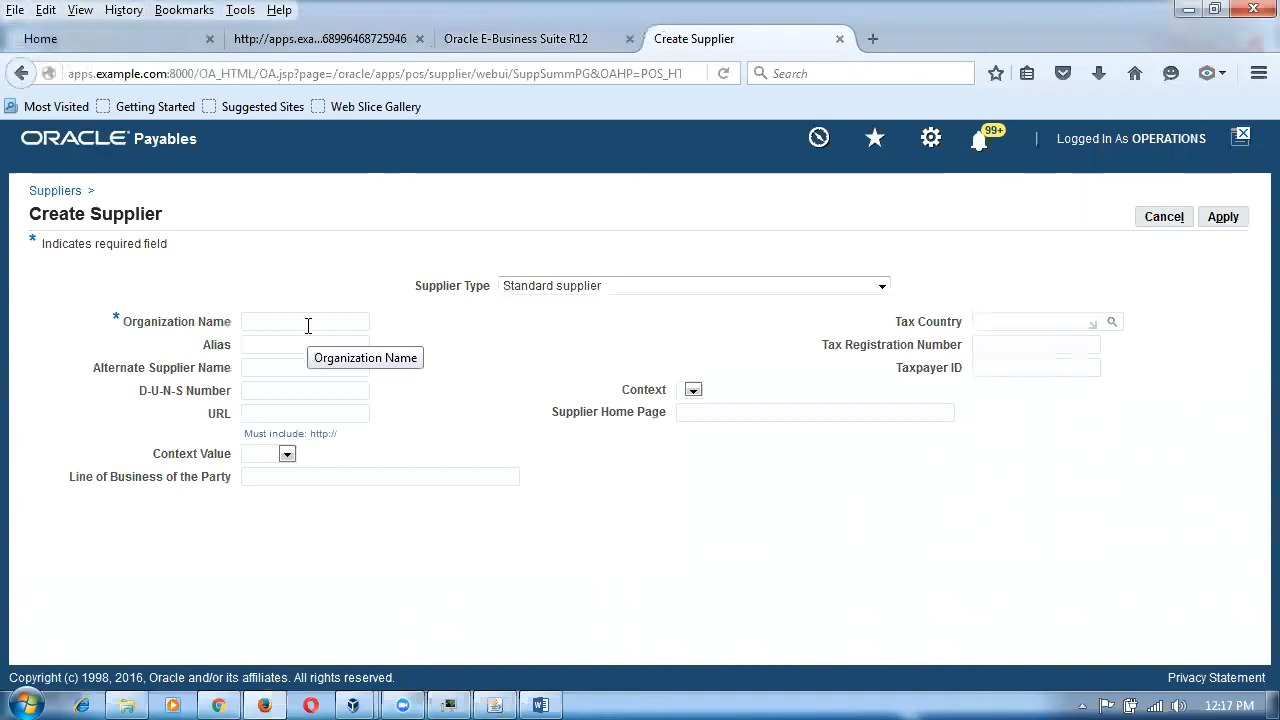 File Edit View History Bookmarks Tools Help
Home http://apps.exa...68996468725946 Oracle E-Business Suite R12 Create Supplier
apps.example.com:8000/OA_HTML/OA.jsp?page=/oracle/apps/pos/supplier/webui/SuppSummPG&OAHP=POS_HT Search
Most Visited Getting Started Suggested Sites Web Slice Gallery
ORACLE Payables 99+ Logged In As OPERATIONS
Suppliers >
Create Supplier Cancel Apply
* Indicates required field
Supplier Type Standard supplier
* Organization Name Tax Country
Alias Tax Registration Number
Organization Name
Alternate Supplier Name Taxpayer ID
D-U-N-S Number Context
URL Supplier Home Page
Must include: http://
Context Value
Line of Business of the Party
Copyright (c) 1998, 2016, Oracle and/or its affiliates. All rights reserved. Privacy Statement
12:17 PM